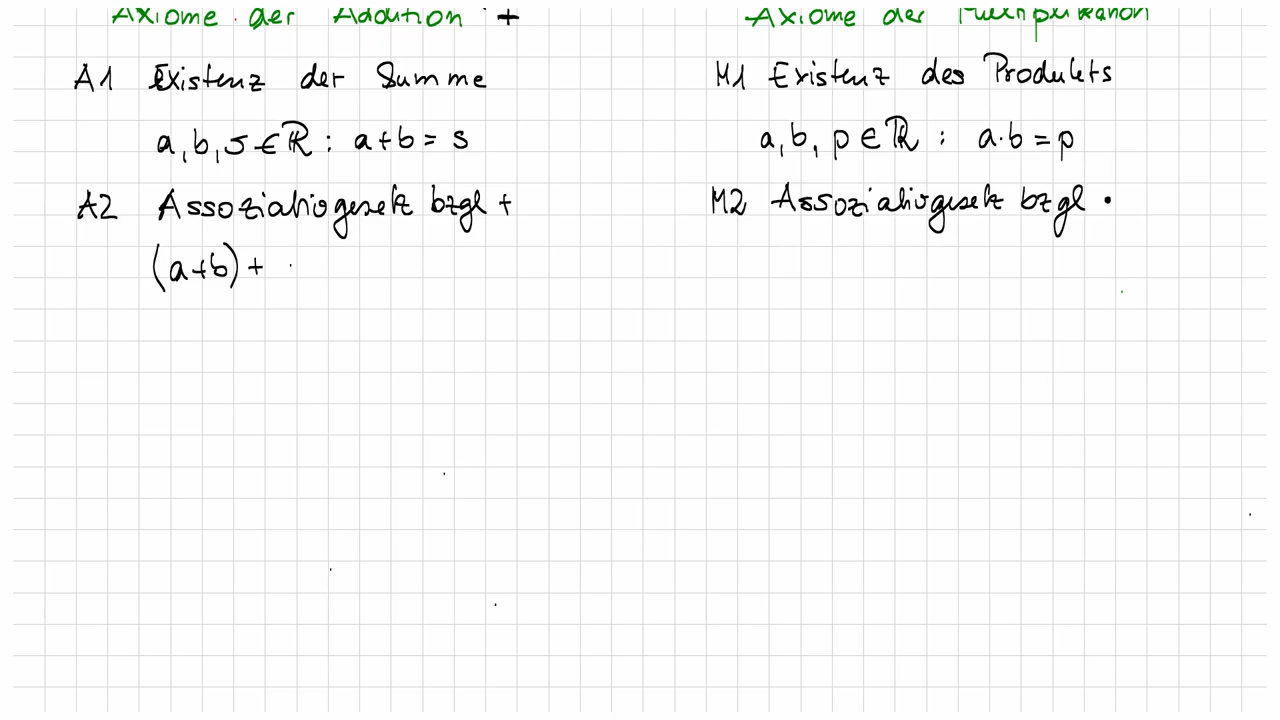 Axiome der Addition +
A1 Existenz der Summe
a, b, s ∈ ℝ : a+b = s
A2 Assoziativgesetz bzgl +
(a+b) +
Axiome der Multiplikation
M1 Existenz des Produkts
a, b, p ∈ ℝ : a·b = p
M2 Assoziativgesetz bzgl ·